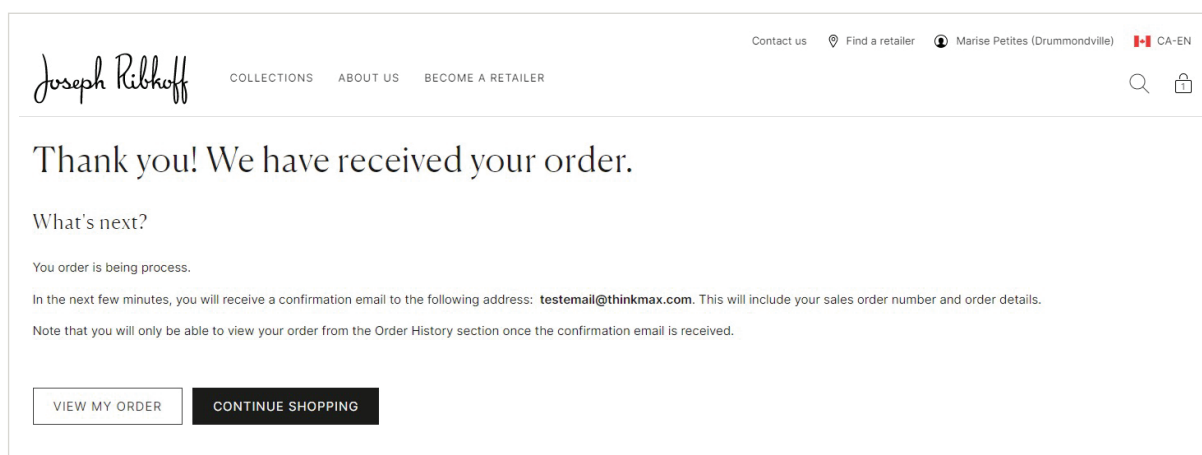 Contact us Find a retailer Marise Petites (Drummondville) CA-EN
Joseph Ribkoff COLLECTIONS ABOUT US BECOME A RETAILER
1
Thank you! We have received your order.
What's next?
You order is being process.
In the next few minutes, you will receive a confirmation email to the following address: testemail@thinkmax.com. This will include your sales order number and order details.
Note that you will only be able to view your order from the Order History section once the confirmation email is received.
VIEW MY ORDER CONTINUE SHOPPING